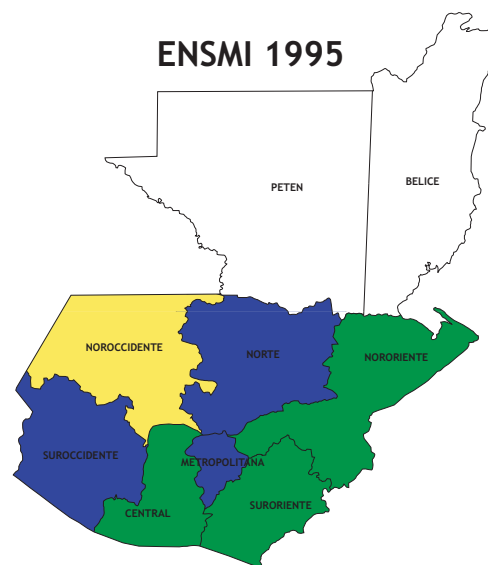 ENSMI 1995
BELICE
PETEN
NOROCCIDENTE
NORTE
NORORIENTE
SUROCCIDENTE
METROPOLITANA
CENTRAL
SURORIENTE